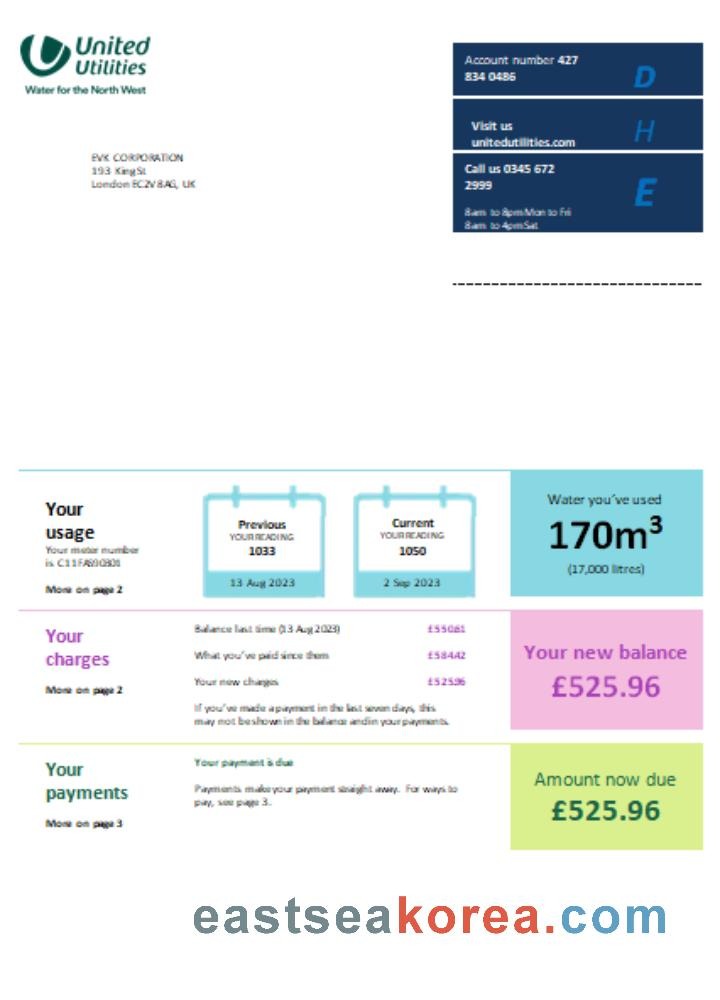 United
Utilities
Water for the North West
Account number 427
834 0486
D
Visit us
unitedutilities.com
H
Call us 0345 672
2999
8am to 8pm Mon to Fri
8am to 4pm Sat
E
EVK CORPORATION
193 King St
London EC2V 8AG, UK
Your
usage
Your meter number
is C11FA590301
More on page 2
Previous
YOUR READING
1033
13 Aug 2023
Current
YOUR READING
1050
2 Sep 2023
Water you've used
170m³
(17,000 litres)
Your
charges
More on page 2
Balance last time (13 Aug 2023) £550.81
What you've paid since them £584.42
Your new charges £525.96
If you've made a payment in the last seven days, this
may not be shown in the balance and in your payments.
Your new balance
£525.96
Your
payments
More on page 3
Your payment is due
Payments make your payment straight away. For ways to
pay, see page 3.
Amount now due
£525.96
eastseakorea.com